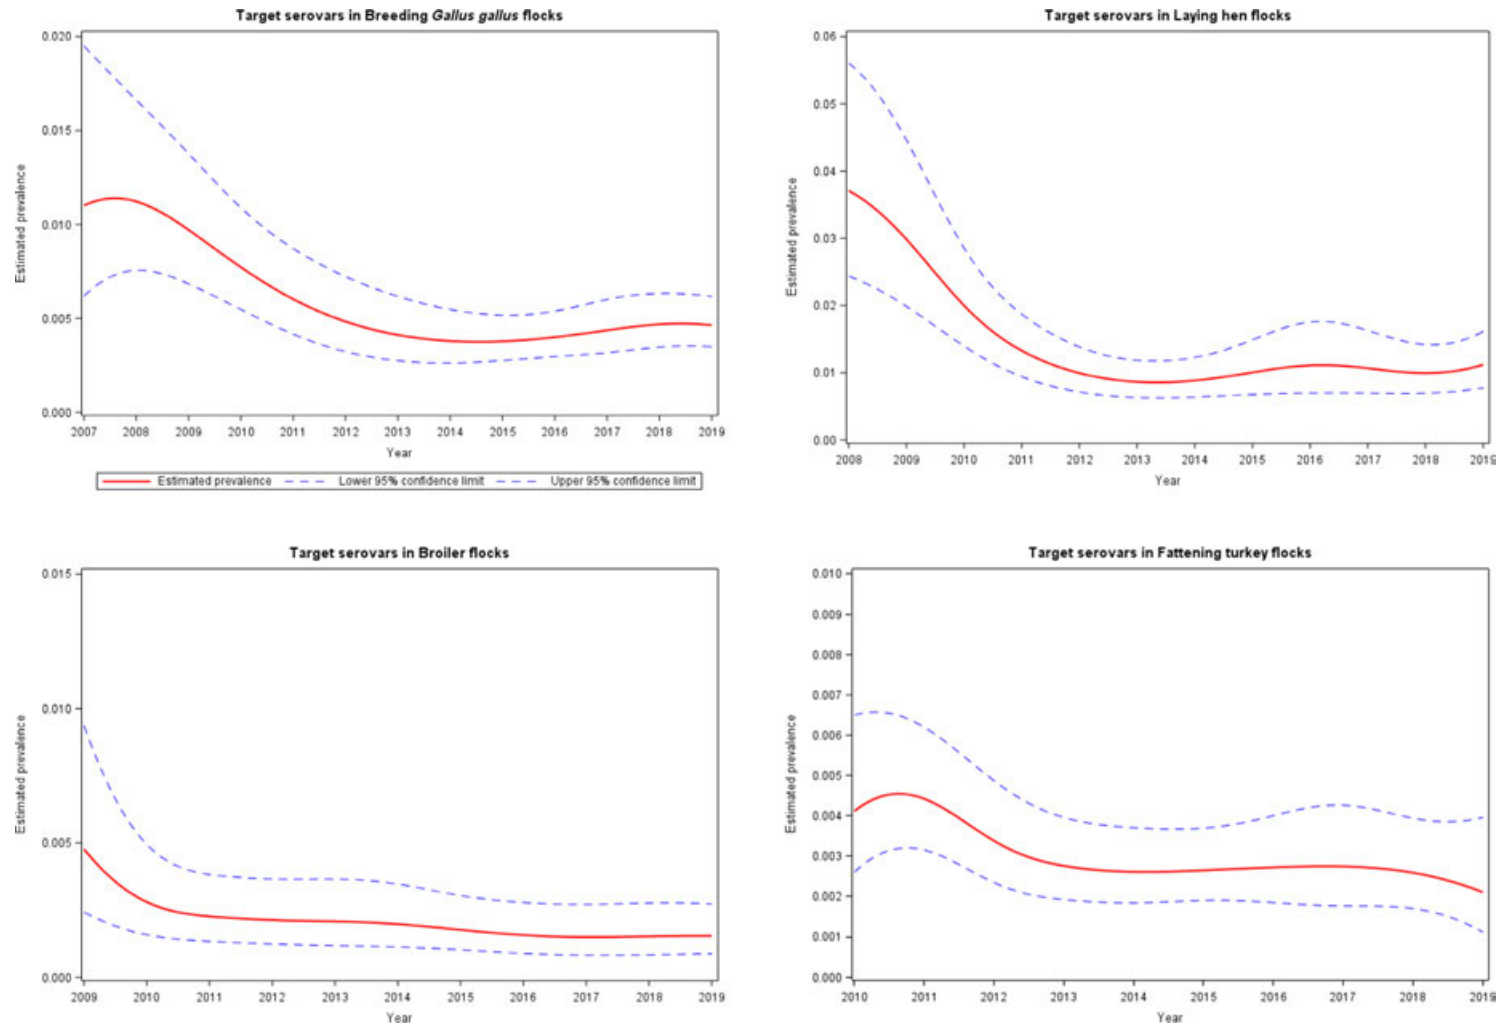 Target serovars in Breeding Gallus gallus flocks
0.020
0.015
0.010
0.005
0.000
Estimated prevalence
2007 2008 2009 2010 2011 2012 2013 2014 2015 2016 2017 2018 2019
Year
Estimated prevalence Lower 95% confidence limit Upper 95% confidence limit
Target serovars in Laying hen flocks
0.06
0.05
0.04
0.03
0.02
0.01
0.00
Estimated prevalence
2008 2009 2010 2011 2012 2013 2014 2015 2016 2017 2018 2019
Year
Target serovars in Broiler flocks
0.015
0.010
0.005
0.000
Estimated prevalence
2009 2010 2011 2012 2013 2014 2015 2016 2017 2018 2019
Year
Target serovars in Fattening turkey flocks
0.010
0.009
0.008
0.007
0.006
0.005
0.004
0.003
0.002
0.001
0.000
Estimated prevalence
2010 2011 2012 2013 2014 2015 2016 2017 2018 2019
Year